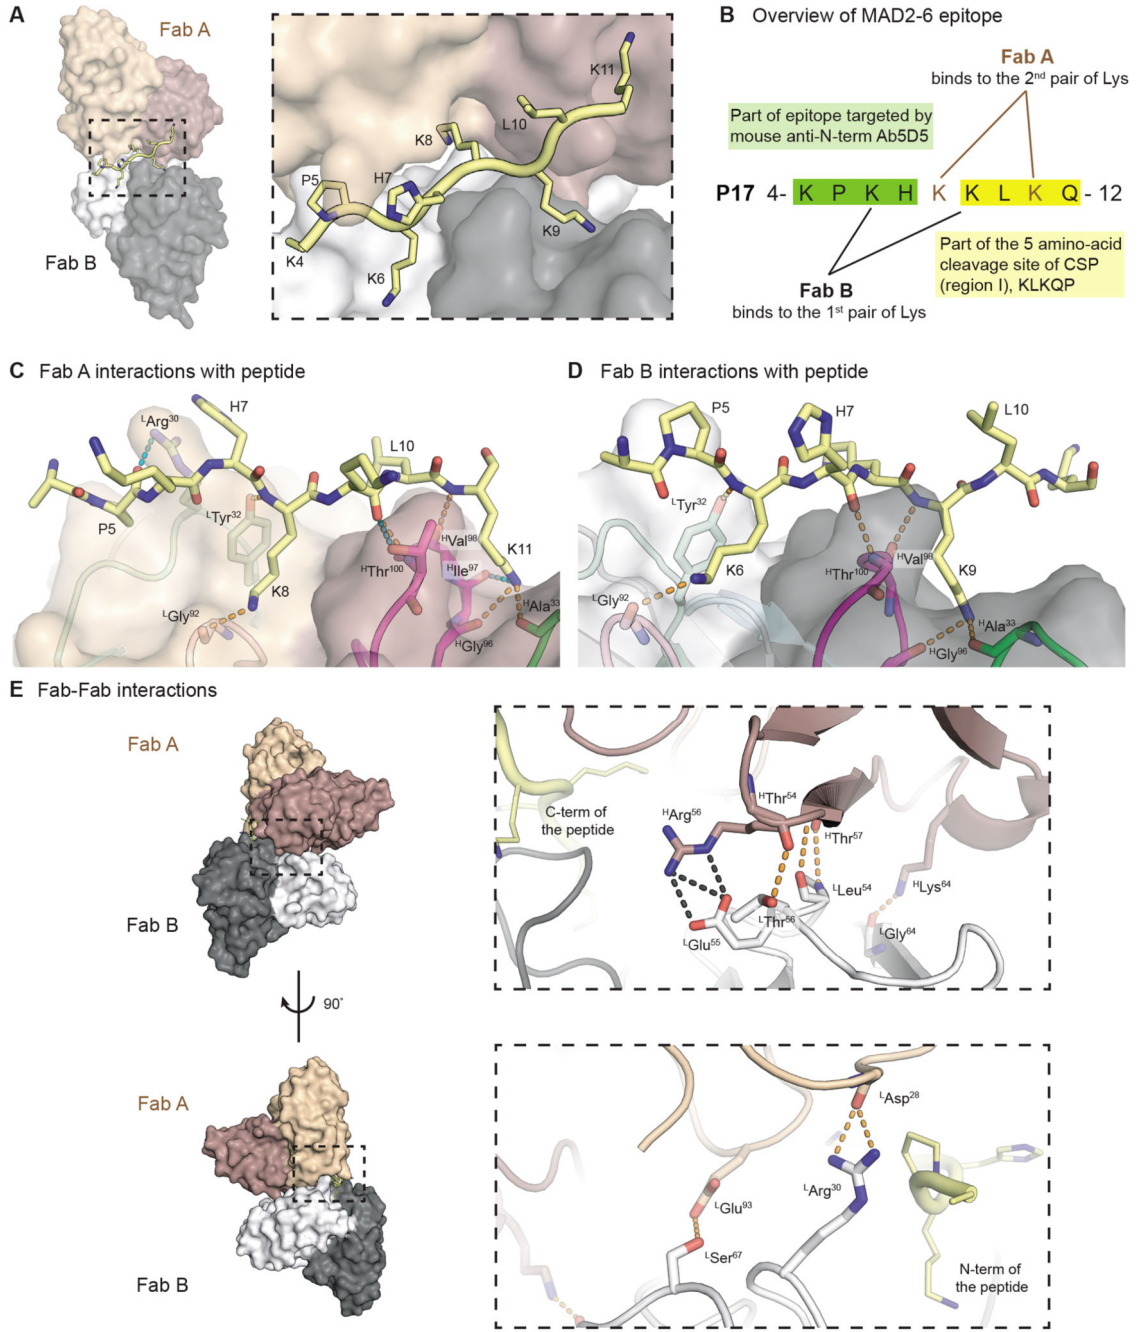 A
Fab A
Fab B
K11
L10
K8
P5
H7
K9
K4
K6
B Overview of MAD2-6 epitope
Fab A
binds to the 2nd pair of Lys
Part of epitope targeted by
mouse anti-N-term Ab5D5
P17 4- K P K H K K L K Q - 12
Part of the 5 amino-acid
cleavage site of CSP
(region I), KLKQP
Fab B
binds to the 1st pair of Lys
C Fab A interactions with peptide
LArg30
H7
L10
P5
LTyr32
HVal98
HThr100
HIle97
K11
K8
LGly92
HAla33
HGly96
D Fab B interactions with peptide
P5
H7
L10
LTyr32
HVal98
HThr100
K6
K9
LGly92
HAla33
HGly96
E Fab-Fab interactions
Fab A
Fab B
90°
Fab A
Fab B
HThr54
C-term of
the peptide
HArg56
HThr57
LLeu54
HLys64
LThr56
LGlu55
LGly64
LAsp28
LArg30
LGlu93
LSer67
N-term of
the peptide